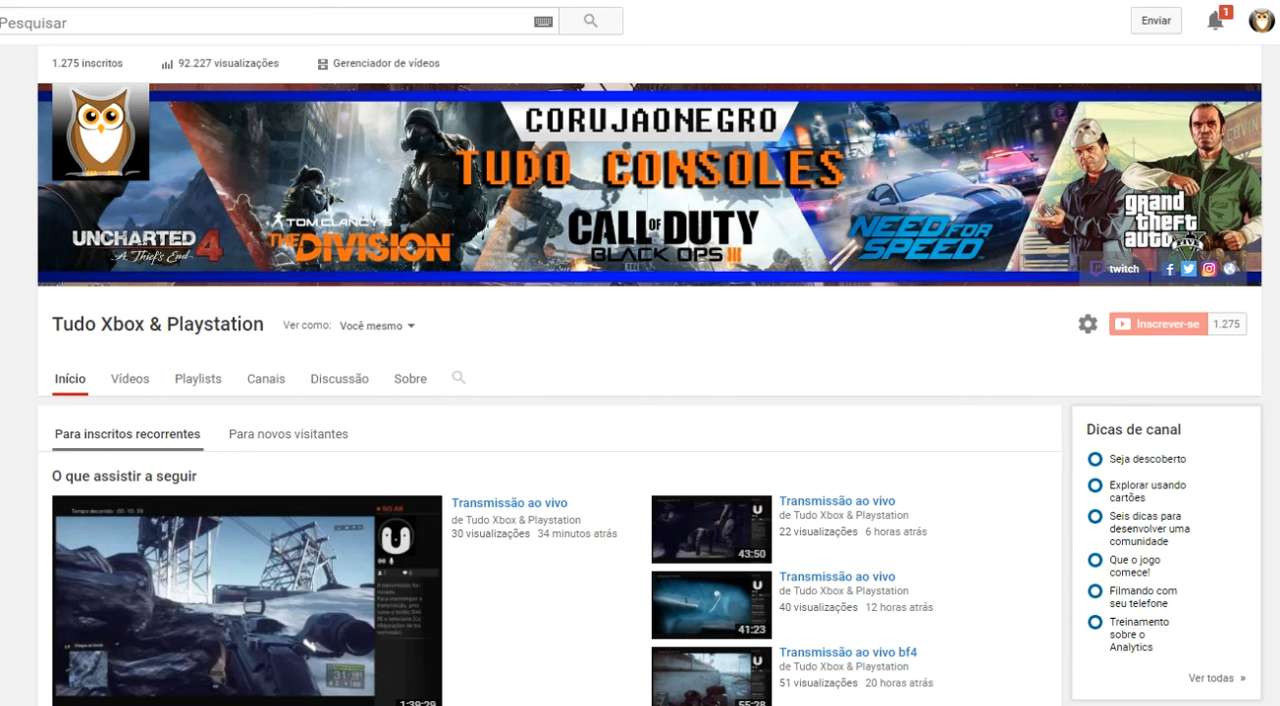 Pesquisar
Enviar
1
1.275 inscritos
92.227 visualizações
Gerenciador de vídeos
CORUJAONEGRO
TUDO CONSOLES
UNCHARTED 4
A Thief's End
TOM CLANCY'S
THE DIVISION
CALL OF DUTY
BLACK OPS III
NEED FOR
SPEED
grand
theft
auto
V
twitch
Tudo Xbox & Playstation
Ver como: Você mesmo
Inscrever-se
1.275
Início
Vídeos
Playlists
Canais
Discussão
Sobre
Para inscritos recorrentes
Para novos visitantes
O que assistir a seguir
NO AR
1:39:29
Transmissão ao vivo
de Tudo Xbox & Playstation
30 visualizações 34 minutos atrás
43:50
Transmissão ao vivo
de Tudo Xbox & Playstation
22 visualizações 6 horas atrás
41:23
Transmissão ao vivo
de Tudo Xbox & Playstation
40 visualizações 12 horas atrás
55:28
Transmissão ao vivo bf4
de Tudo Xbox & Playstation
51 visualizações 20 horas atrás
Dicas de canal
Seja descoberto
Explorar usando
cartões
Seis dicas para
desenvolver uma
comunidade
Que o jogo
comece!
Filmando com
seu telefone
Treinamento
sobre o
Analytics
Ver todas »